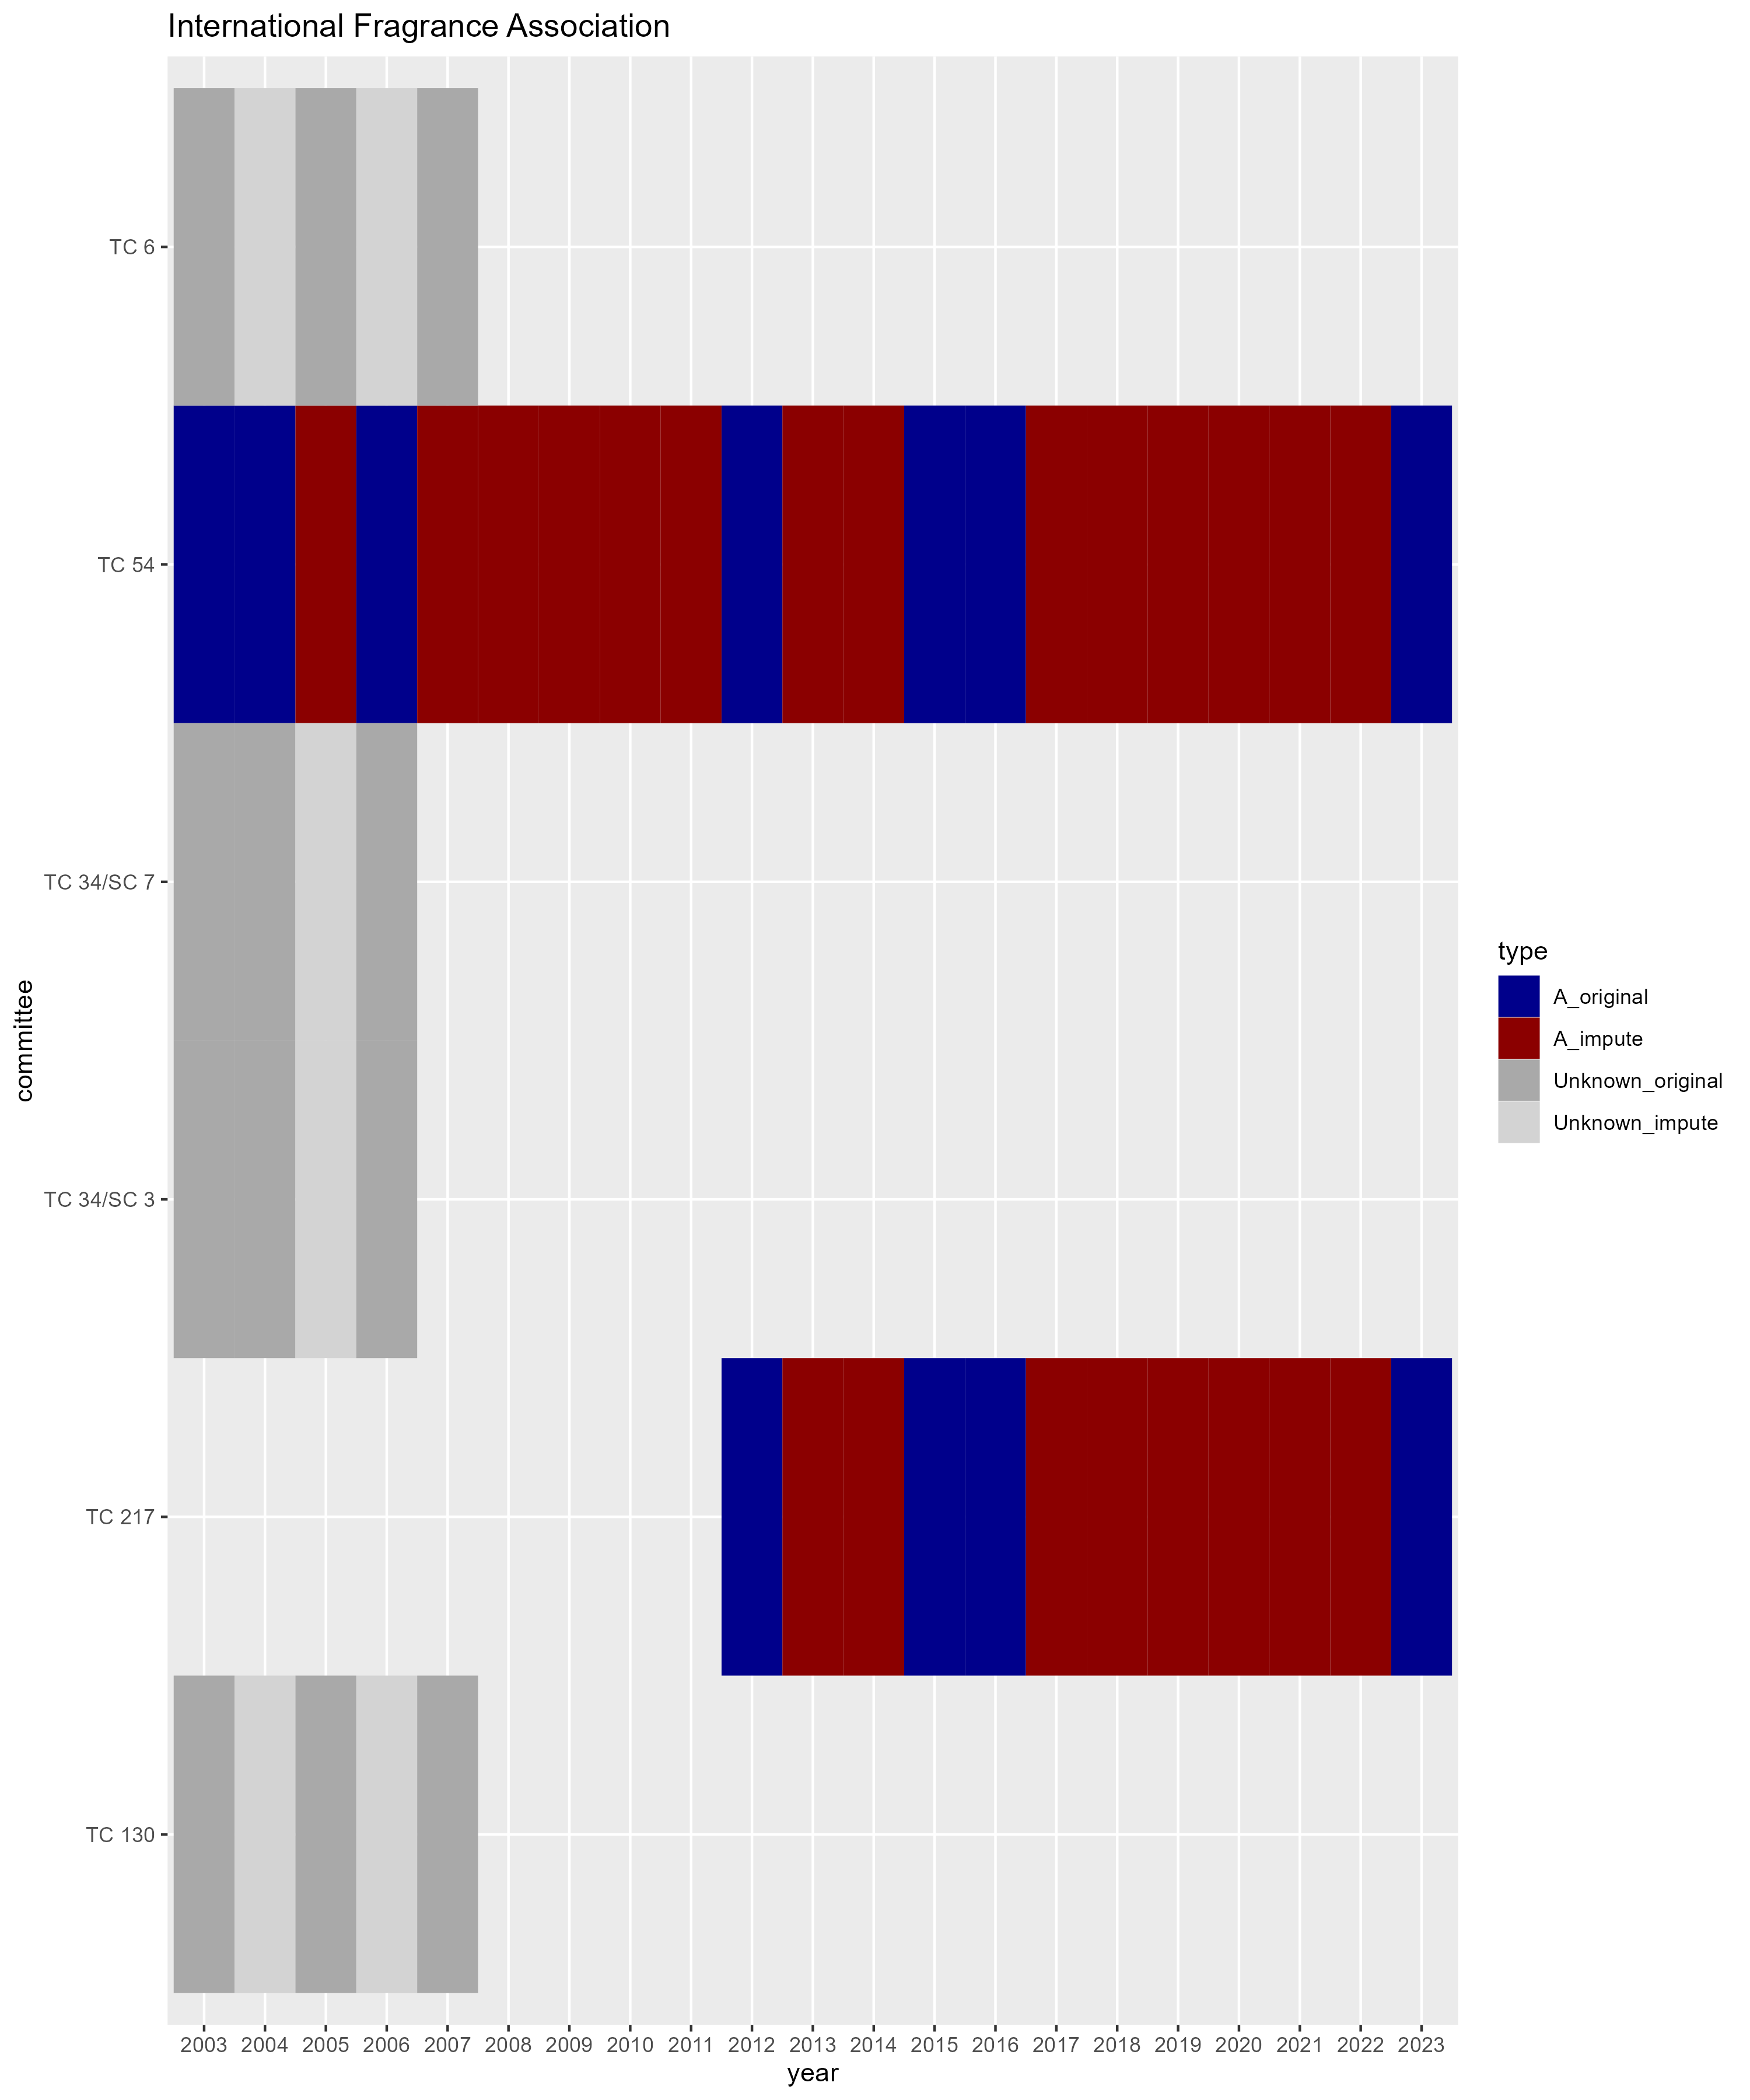 International Fragrance Association
TC 6
TC 54
TC 34/SC 7
TC 34/SC 3
TC 217
TC 130
committee
2003 2004 2005 2006 2007 2008 2009 2010 2011 2012 2013 2014 2015 2016 2017 2018 2019 2020 2021 2022 2023
year
type
A_original
A_impute
Unknown_original
Unknown_impute